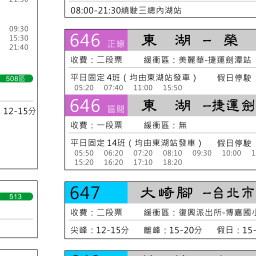 09:30
15:30
21:40
508區
12-15分
513
08:00-21:30繞駛三總內湖站
646 正線 東 湖 －榮
收費：二段票 緩衝區：美麗華-捷運劍潭站
平日固定4班（均由東湖站發車） 假日停駛
05:20 07:40 11:00 15:50
646 區間 東 湖 －捷運劍
收費：一段票 緩衝區：無
平日固定14班（均由東湖站發車） 假日停駛
05:50 06:20 07:20 08:10 09:30 10:00
15:20 16:20 17:10 18:20
647 大崎腳 －台北市
收費：二段票 緩衝區：復興派出所-博嘉國小
尖峰：12-15分 離峰：15-20分 假日：15-